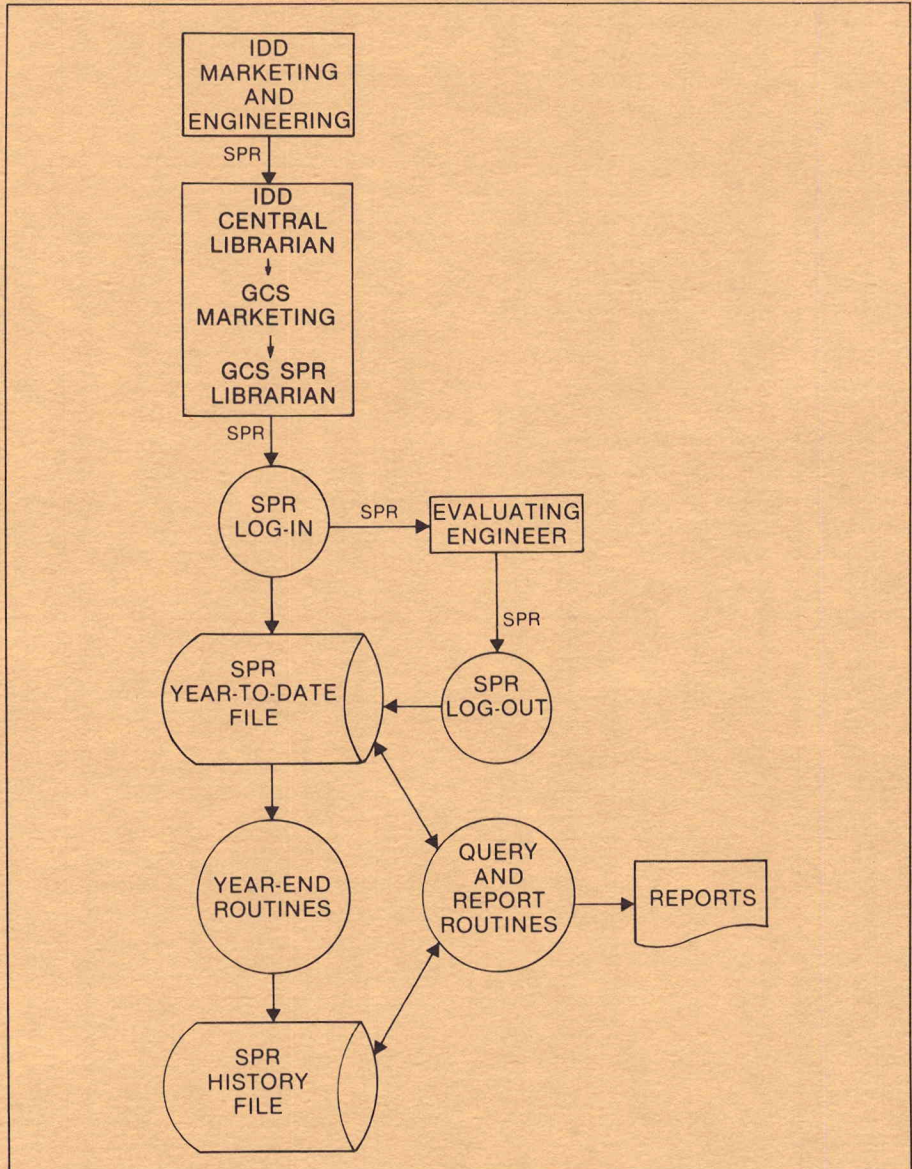 IDD
MARKETING
AND
ENGINEERING
SPR
IDD
CENTRAL
LIBRARIAN
GCS
MARKETING
GCS SPR
LIBRARIAN
SPR
SPR
LOG-IN
SPR
EVALUATING
ENGINEER
SPR
SPR
YEAR-TO-DATE
FILE
SPR
LOG-OUT
YEAR-END
ROUTINES
QUERY
AND
REPORT
ROUTINES
REPORTS
SPR
HISTORY
FILE